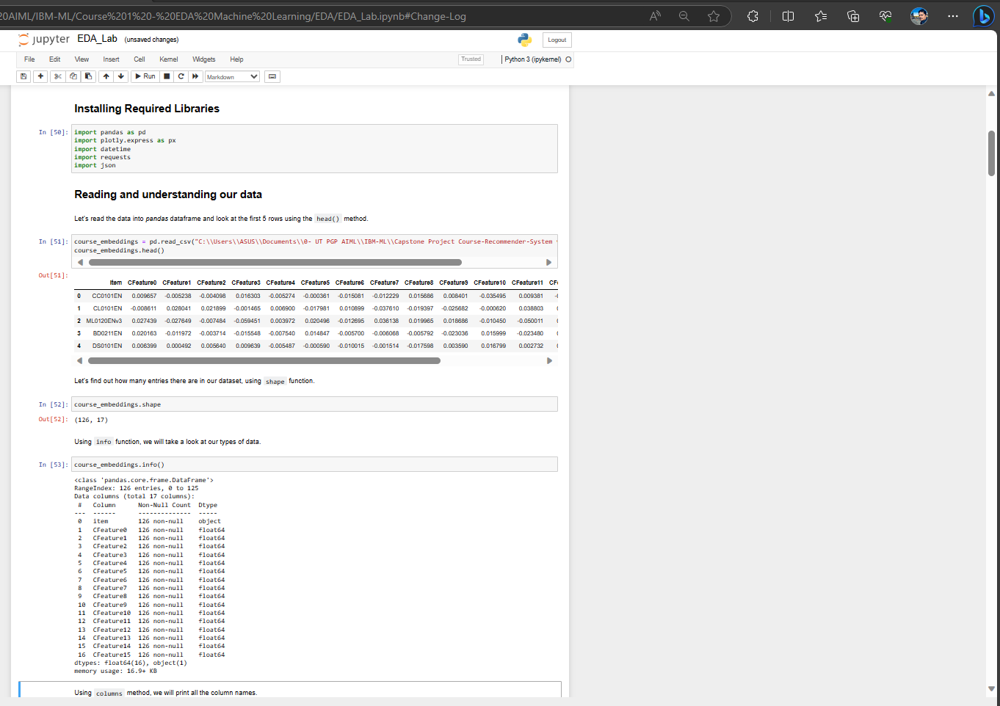 20AIML/IBM-ML/Course%201%20-%20EDA%20Machine%20Learning/EDA/EDA_Lab.ipynb#Change-Log
jupyter EDA_Lab (unsaved changes)
Logout
File Edit View Insert Cell Kernel Widgets Help
Trusted
Python 3 (ipykernel)
Run
Markdown
Installing Required Libraries
In [50]: import pandas as pd
import plotly.express as px
import datetime
import requests
import json
Reading and understanding our data
Let's read the data into pandas dataframe and look at the first 5 rows using the head() method.
In [51]: course_embeddings = pd.read_csv("C:\\Users\\ASUS\\Documents\\0- UT PGP AIML\\IBM-ML\\Capstone Project Course-Recommender-System
course_embeddings.head()
Out[51]:
item CFeature0 CFeature1 CFeature2 CFeature3 CFeature4 CFeature5 CFeature6 CFeature7 CFeature8 CFeature9 CFeature10 CFeature11 CF
0 CC0101EN 0.009657 -0.005238 -0.004098 0.016303 -0.005274 -0.000361 -0.015081 -0.012229 0.015686 0.008401 -0.035495 0.009381
1 CL0101EN -0.008611 0.028041 0.021899 -0.001465 0.006900 -0.017981 0.010899 -0.037610 -0.019397 -0.025682 -0.000620 0.038803
2 ML0120ENv3 0.027439 -0.027649 -0.007484 -0.059451 0.003972 0.020496 -0.012695 0.036138 0.019965 0.018686 -0.010450 -0.050011
3 BD0211EN 0.020163 -0.011972 -0.003714 -0.015548 -0.007540 0.014847 -0.005700 -0.006068 -0.005792 -0.023036 0.015999 -0.023480
4 DS0101EN 0.006399 0.000492 0.005640 0.009639 -0.005487 -0.000590 -0.010015 -0.001514 -0.017598 0.003590 0.016799 0.002732
Let's find out how many entries there are in our dataset, using shape function.
In [52]: course_embeddings.shape
Out[52]: (126, 17)
Using info function, we will take a look at our types of data.
In [53]: course_embeddings.info()
<class 'pandas.core.frame.DataFrame'>
RangeIndex: 126 entries, 0 to 125
Data columns (total 17 columns):
# Column Non-Null Count Dtype
--- ------ -------------- -----
0 item 126 non-null object
1 CFeature0 126 non-null float64
2 CFeature1 126 non-null float64
3 CFeature2 126 non-null float64
4 CFeature3 126 non-null float64
5 CFeature4 126 non-null float64
6 CFeature5 126 non-null float64
7 CFeature6 126 non-null float64
8 CFeature7 126 non-null float64
9 CFeature8 126 non-null float64
10 CFeature9 126 non-null float64
11 CFeature10 126 non-null float64
12 CFeature11 126 non-null float64
13 CFeature12 126 non-null float64
14 CFeature13 126 non-null float64
15 CFeature14 126 non-null float64
16 CFeature15 126 non-null float64
dtypes: float64(16), object(1)
memory usage: 16.9+ KB
Using columns method, we will print all the column names.